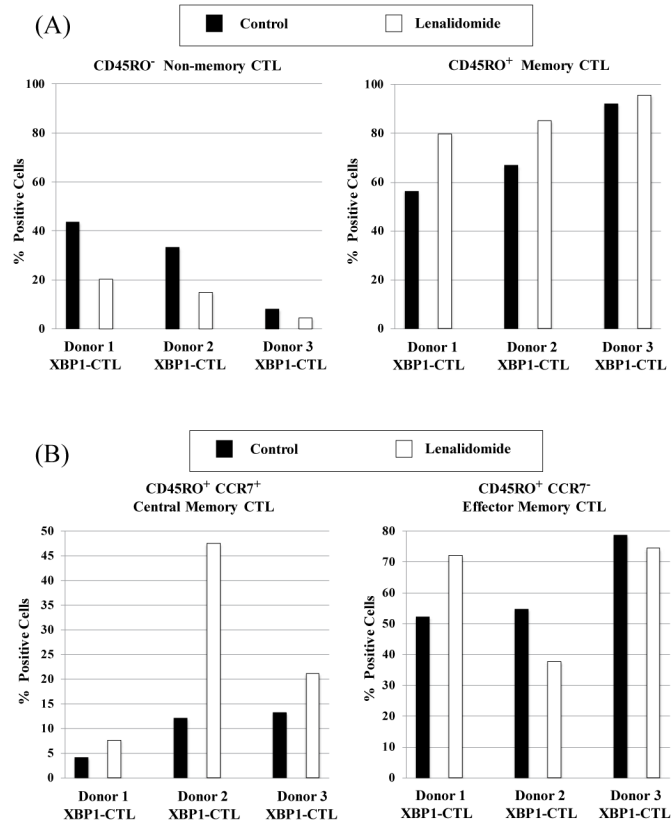 (A)
Control Lenalidomide
CD45RO- Non-memory CTL
% Positive Cells
100
80
60
40
20
0
Donor 1 Donor 2 Donor 3
XBP1-CTL XBP1-CTL XBP1-CTL
CD45RO+ Memory CTL
% Positive Cells
100
80
60
40
20
0
Donor 1 Donor 2 Donor 3
XBP1-CTL XBP1-CTL XBP1-CTL
(B)
Control Lenalidomide
CD45RO+ CCR7+
Central Memory CTL
% Positive Cells
50
45
40
35
30
25
20
15
10
5
0
Donor 1 Donor 2 Donor 3
XBP1-CTL XBP1-CTL XBP1-CTL
CD45RO+ CCR7-
Effector Memory CTL
% Positive Cells
80
70
60
50
40
30
20
10
0
Donor 1 Donor 2 Donor 3
XBP1-CTL XBP1-CTL XBP1-CTL